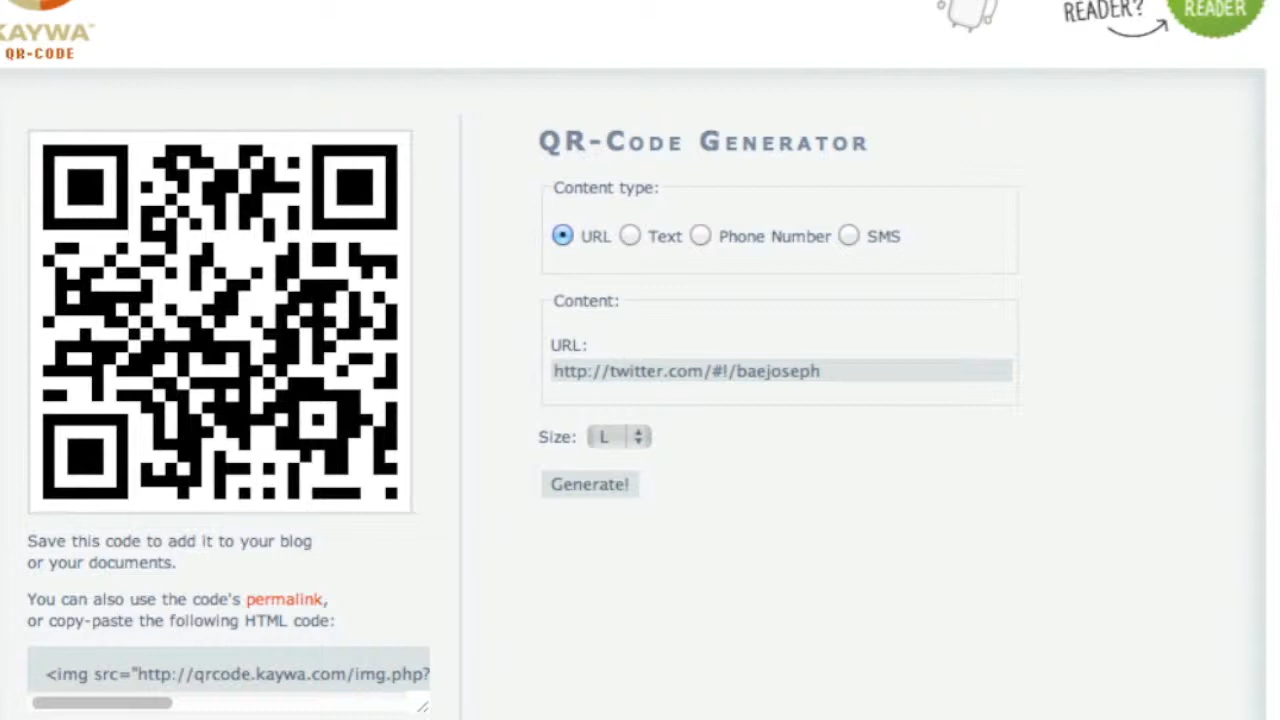 KAYWA
QR-CODE
READER?
READER
QR-Code Generator
Content type:
URL Text Phone Number SMS
Content:
URL:
http://twitter.com/#!/baejoseph
Size: L
Generate!
Save this code to add it to your blog
or your documents.
You can also use the code's permalink,
or copy-paste the following HTML code:
<img src="http://qrcode.kaywa.com/img.php?